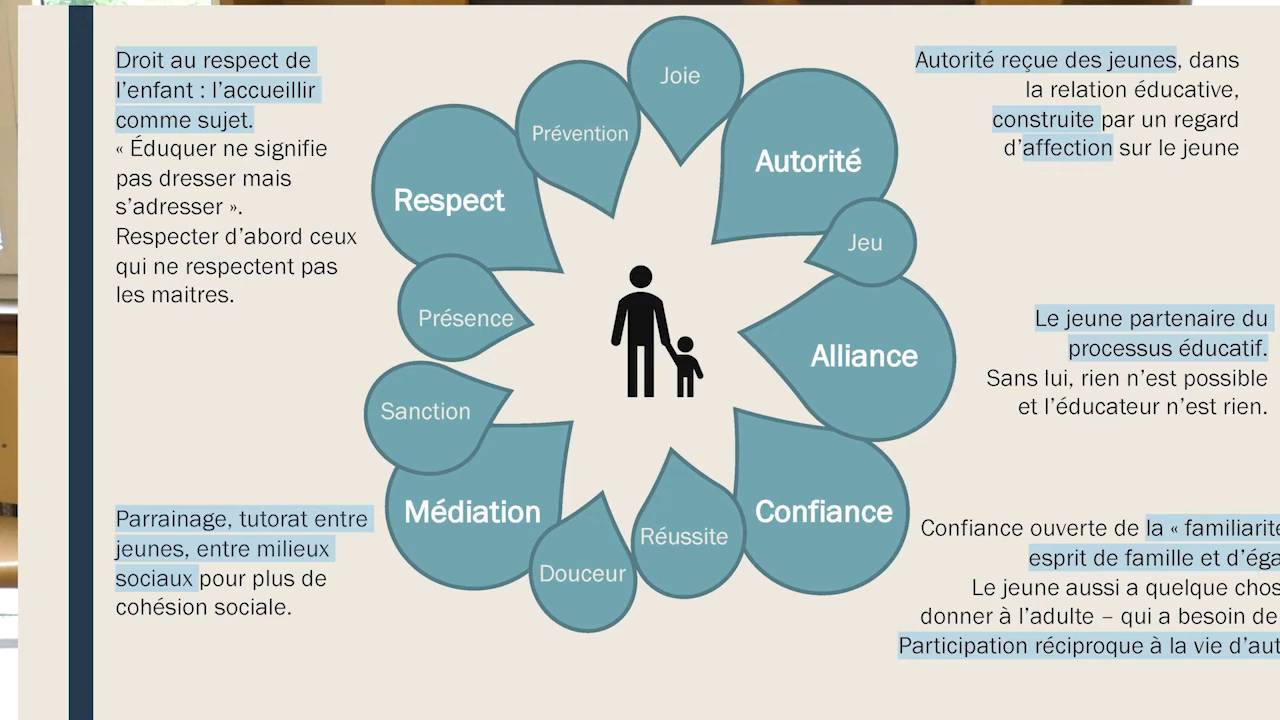 Droit au respect de
l’enfant : l’accueillir
comme sujet.
« Éduquer ne signifie
pas dresser mais
s’adresser ».
Respecter d’abord ceux
qui ne respectent pas
les maitres.
Parrainage, tutorat entre
jeunes, entre milieux
sociaux pour plus de
cohésion sociale.
Joie
Prévention
Autorité
Respect
Jeu
Présence
Alliance
Sanction
Médiation
Confiance
Réussite
Douceur
Autorité reçue des jeunes, dans
la relation éducative,
construite par un regard
d’affection sur le jeune
Le jeune partenaire du
processus éducatif.
Sans lui, rien n’est possible
et l’éducateur n’est rien.
Confiance ouverte de la « familiarité
esprit de famille et d’éga
Le jeune aussi a quelque chos
donner à l’adulte – qui a besoin de
Participation réciproque à la vie d’aut